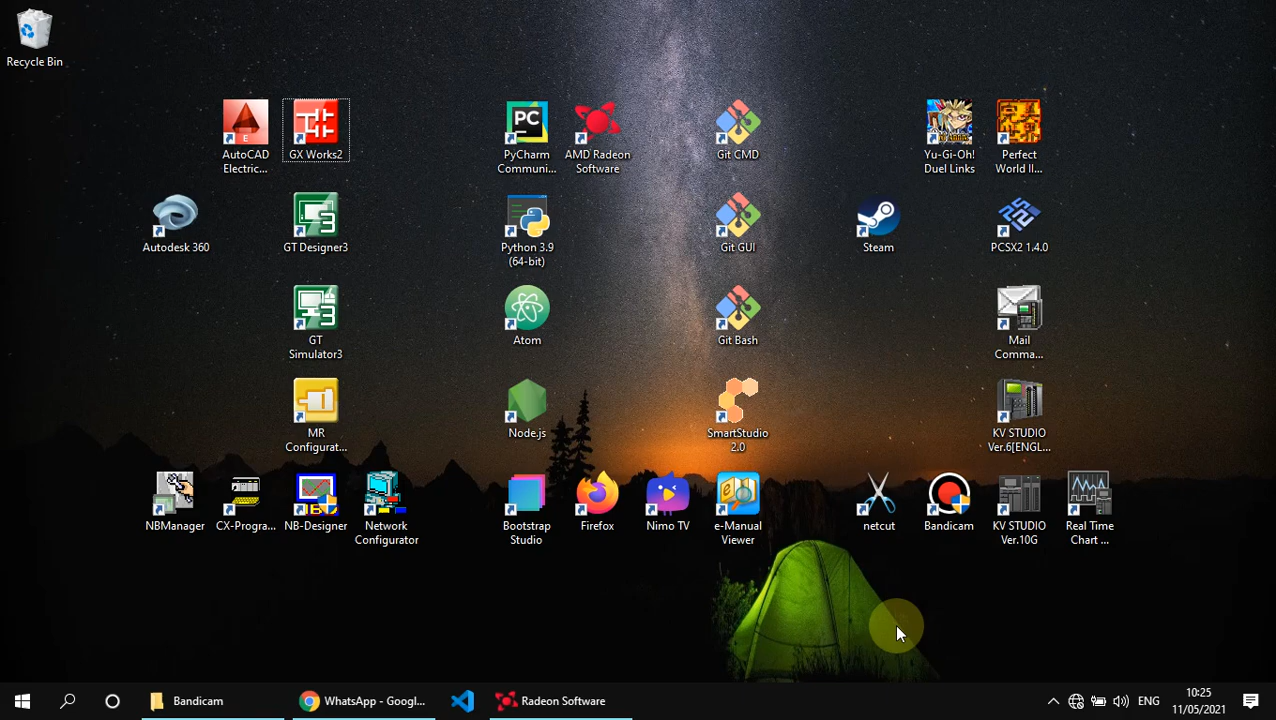 Recycle Bin
AutoCAD
Electric...
GX Works2
PC
PyCharm
Communi...
AMD Radeon
Software
Git CMD
Yu-Gi-Oh!
Duel Links
Perfect
World II...
Autodesk 360
3
GT Designer3
Python 3.9
(64-bit)
Git GUI
Steam
PCSX2 1.4.0
3
GT
Simulator3
Atom
Git Bash
Mail
Comma...
MR
Configurat...
Node.js
SmartStudio
2.0
KV STUDIO
Ver.6[ENGL...
NBManager
CX-Progra...
NB-Designer
Network
Configurator
Bootstrap
Studio
Firefox
Nimo TV
e-Manual
Viewer
netcut
Bandicam
KV STUDIO
Ver.10G
Real Time
Chart ...
Bandicam
WhatsApp - Googl...
Radeon Software
ENG
10:25
11/05/2021